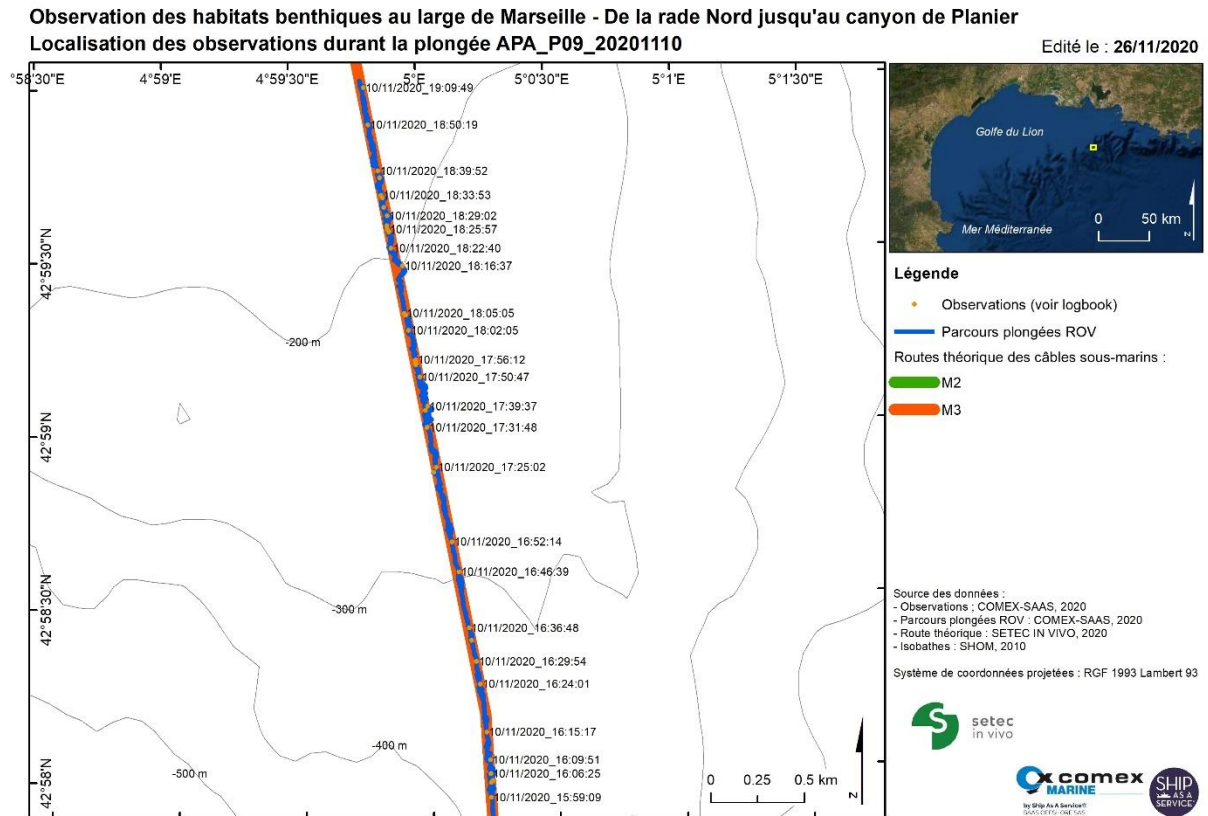 Observation des habitats benthiques au large de Marseille - De la rade Nord jusqu'au canyon de Planier
Localisation des observations durant la plongée APA_P09_20201110
Edité le : 26/11/2020
°58'30"E
4°59'E
4°59'30"E
5°E
5°0'30"E
5°1'E
5°1'30"E
10/11/2020_19:09:49
10/11/2020_18:50:19
10/11/2020_18:39:52
10/11/2020_18:33:53
10/11/2020_18:29:02
10/11/2020_18:25:57
10/11/2020_18:22:40
10/11/2020_18:16:37
10/11/2020_18:05:05
10/11/2020_18:02:05
10/11/2020_17:56:12
10/11/2020_17:50:47
10/11/2020_17:39:37
10/11/2020_17:31:48
10/11/2020_17:25:02
10/11/2020_16:52:14
10/11/2020_16:46:39
10/11/2020_16:36:48
10/11/2020_16:29:54
10/11/2020_16:24:01
10/11/2020_16:15:17
10/11/2020_16:09:51
10/11/2020_16:06:25
10/11/2020_15:59:09
42°59'30"N
42°59'N
42°58'30"N
42°58'N
-200 m
-300 m
-400 m
-500 m
0 0.25 0.5 km
N
Golfe du Lion
Mer Méditerranée
0 50 km
N
Légende
Observations (voir logbook)
Parcours plongées ROV
Routes théorique des câbles sous-marins :
M2
M3
Source des données :
- Observations ; COMEX-SAAS, 2020
- Parcours plongées ROV : COMEX-SAAS, 2020
- Route théorique : SETEC IN VIVO, 2020
- Isobathes : SHOM, 2010
Système de coordonnées projetées : RGF 1993 Lambert 93
setec
in vivo
comex
MARINE
by Ship As A Service®
SAAS OFFSHORE SAS
SHIP
AS A
SERVICE